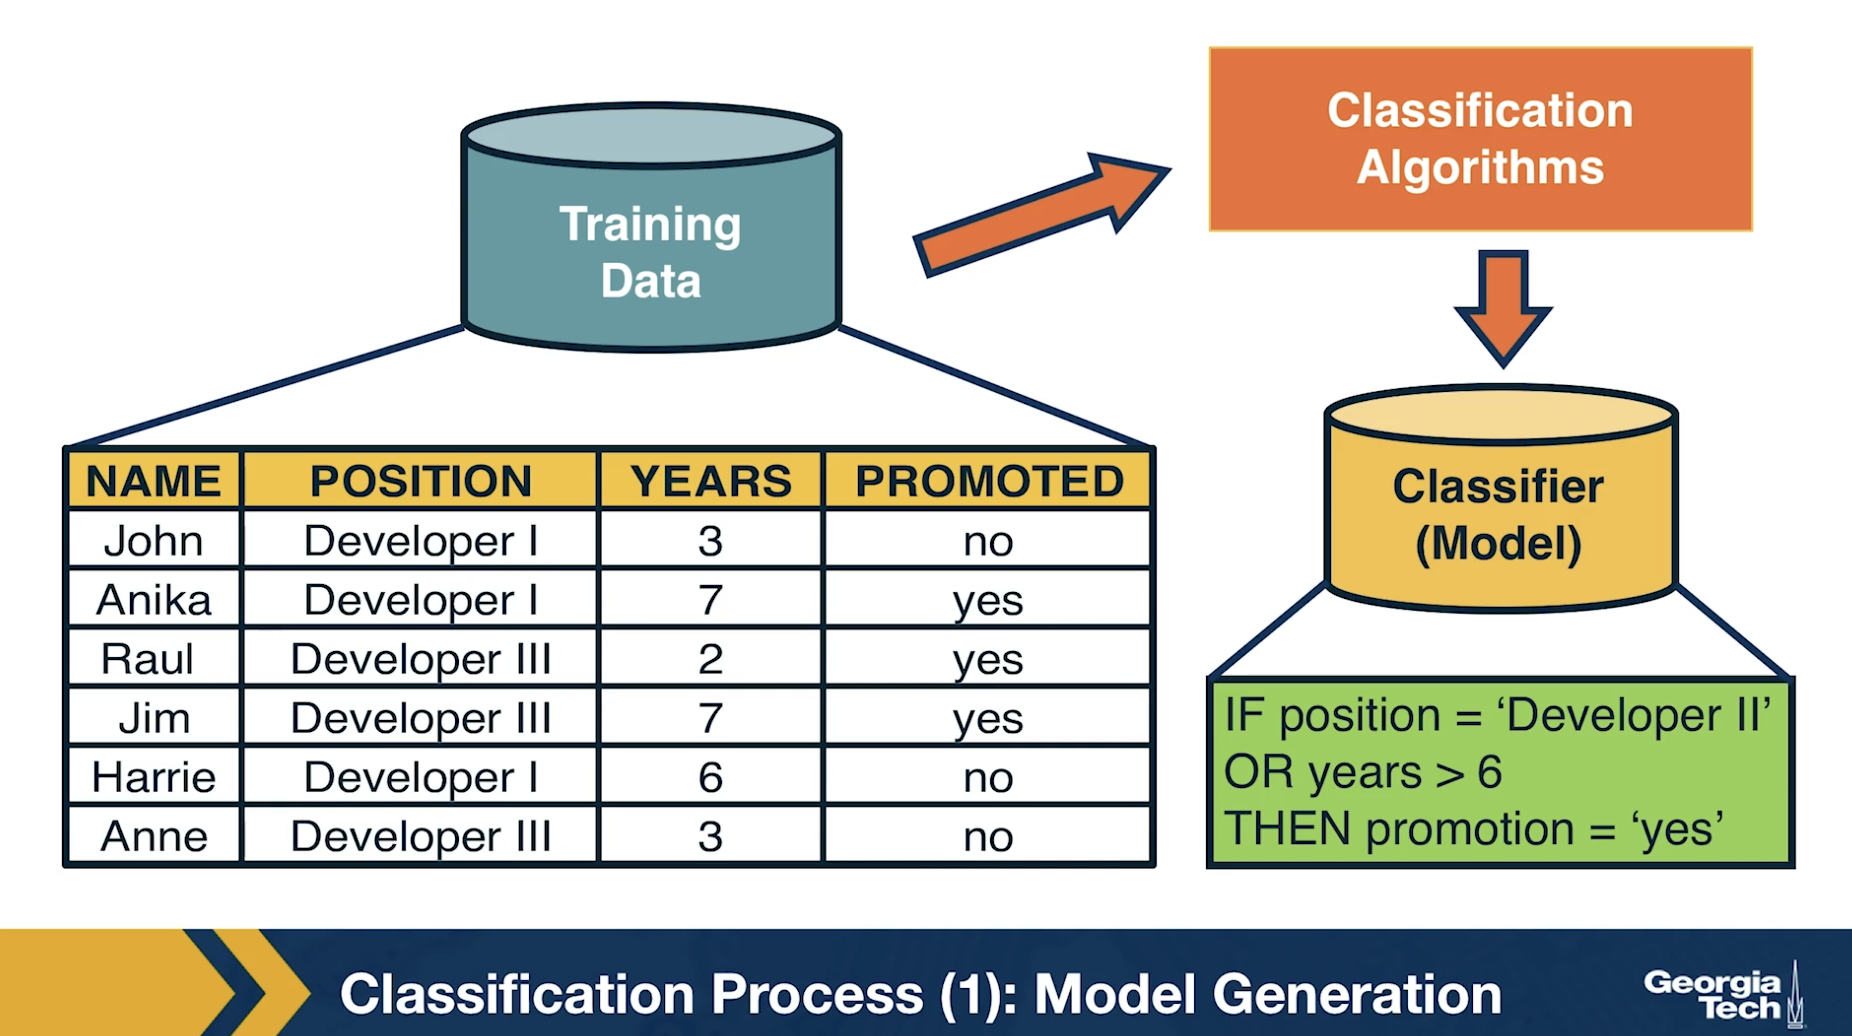 Training
Data
Classification
Algorithms
Classifier
(Model)
NAME POSITION YEARS PROMOTED
John Developer I 3 no
Anika Developer I 7 yes
Raul Developer III 2 yes
Jim Developer III 7 yes
Harrie Developer I 6 no
Anne Developer III 3 no
IF position = ‘Developer II’
OR years > 6
THEN promotion = ‘yes’
Classification Process (1): Model Generation
Georgia
Tech